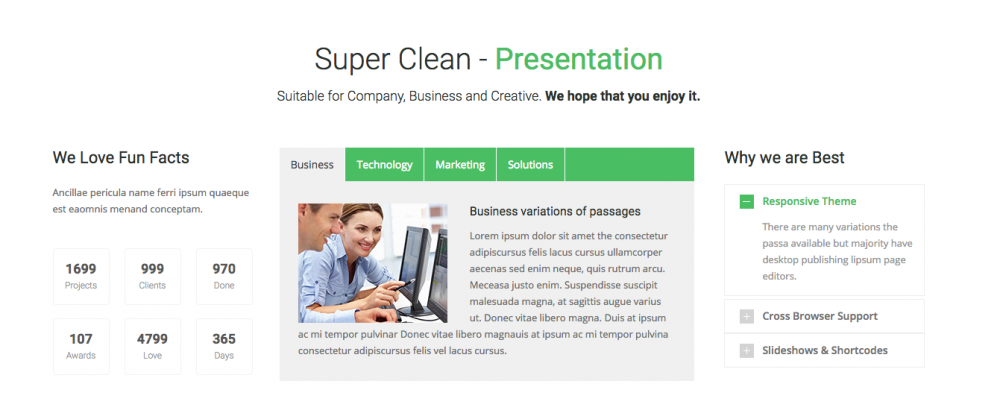 Super Clean - Presentation
Suitable for Company, Business and Creative. We hope that you enjoy it.
We Love Fun Facts
Ancillae pericula name ferri ipsum quaeque
est eaomnis menand conceptam.
1699
Projects
999
Clients
970
Done
107
Awards
4799
Love
365
Days
Business
Technology
Marketing
Solutions
Business variations of passages
Lorem ipsum dolor sit amet the consectetur
adipiscursus felis lacus cursus ullamcorper
aecenas sed enim neque, quis rutrum arcu.
Meceasa justo enim. Suspendisse suscipit
malesuada magna, at sagittis augue varius
ut. Donec vitae libero magna. Duis at ipsum
ac mi tempor pulvinar Donec vitae libero magnauis at ipsum ac mi tempor pulvina
consectetur adipiscursus felis vel lacus cursus.
Why we are Best
Responsive Theme
There are many variations the
passa available but majority have
desktop publishing lipsum page
editors.
Cross Browser Support
Slideshows & Shortcodes